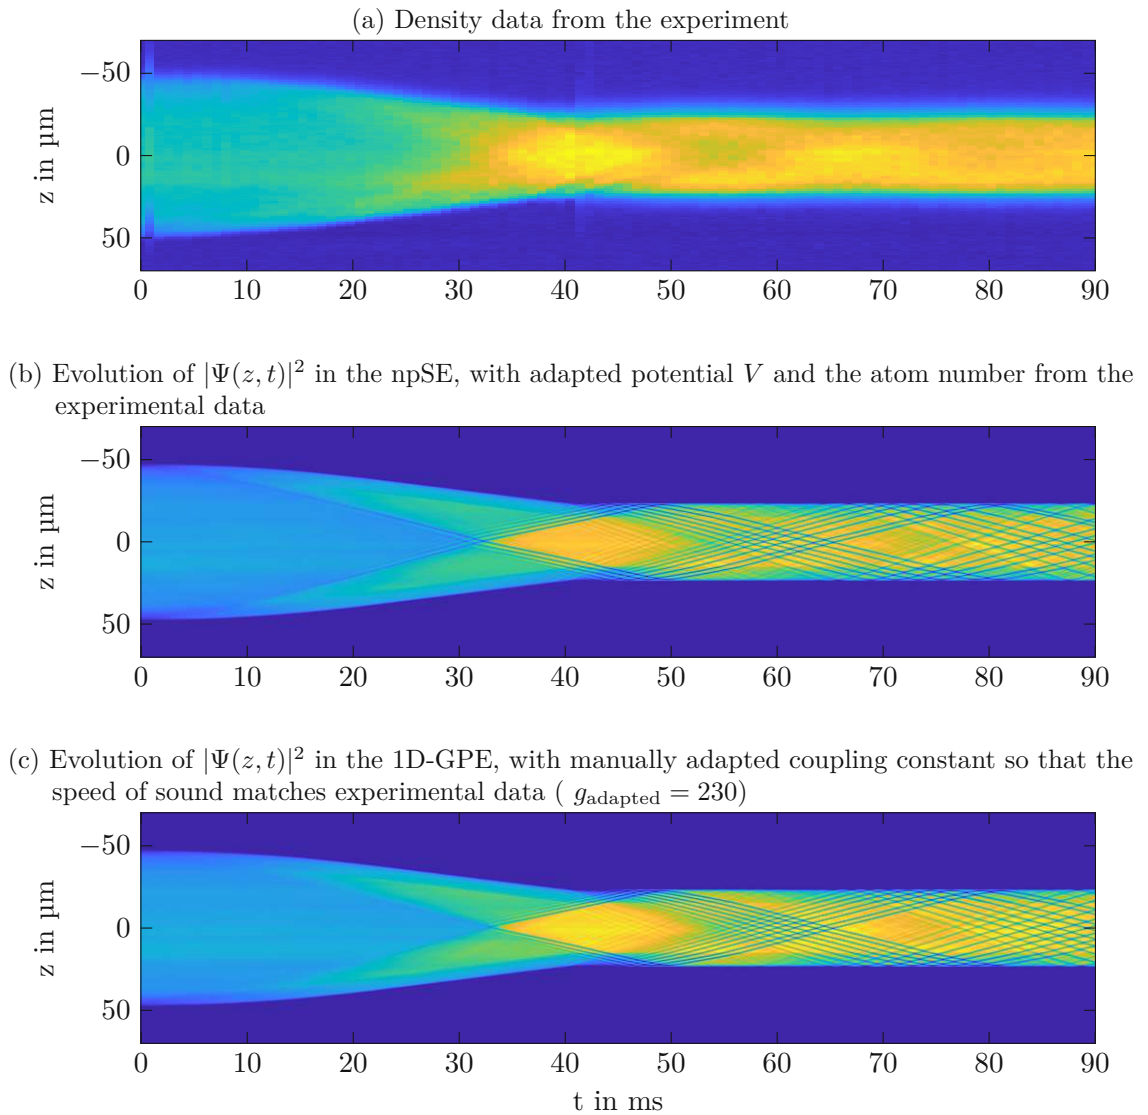 (a) Density data from the experiment
−50
0
50
z in µm
0 10 20 30 40 50 60 70 80 90
(b) Evolution of |Ψ(z, t)|² in the npSE, with adapted potential V and the atom number from the
experimental data
−50
0
50
z in µm
0 10 20 30 40 50 60 70 80 90
(c) Evolution of |Ψ(z, t)|² in the 1D-GPE, with manually adapted coupling constant so that the
speed of sound matches experimental data ( g_adapted = 230)
−50
0
50
z in µm
0 10 20 30 40 50 60 70 80 90
t in ms